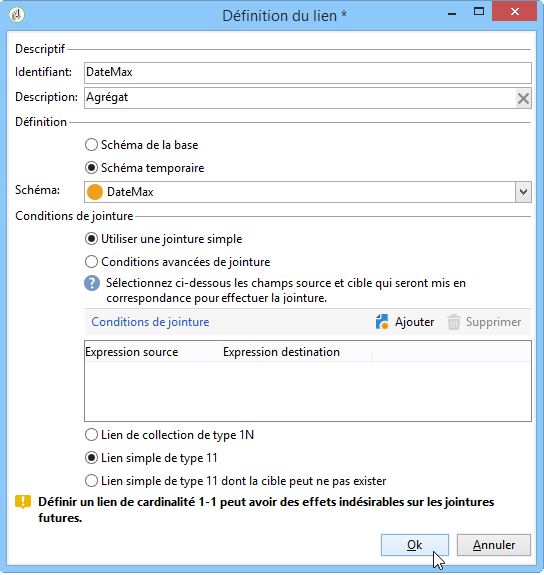 Définition du lien *
Descriptif
Identifiant: DateMax
Description: Agrégat
Définition
Schéma de la base
Schéma temporaire
Schéma: DateMax
Conditions de jointure
Utiliser une jointure simple
Conditions avancées de jointure
Sélectionnez ci-dessous les champs source et cible qui seront mis en
correspondance pour effectuer la jointure.
Conditions de jointure Ajouter Supprimer
Expression source Expression destination
Lien de collection de type 1N
Lien simple de type 11
Lien simple de type 11 dont la cible peut ne pas exister
Définir un lien de cardinalité 1-1 peut avoir des effets indésirables sur les jointures
futures.
Ok Annuler